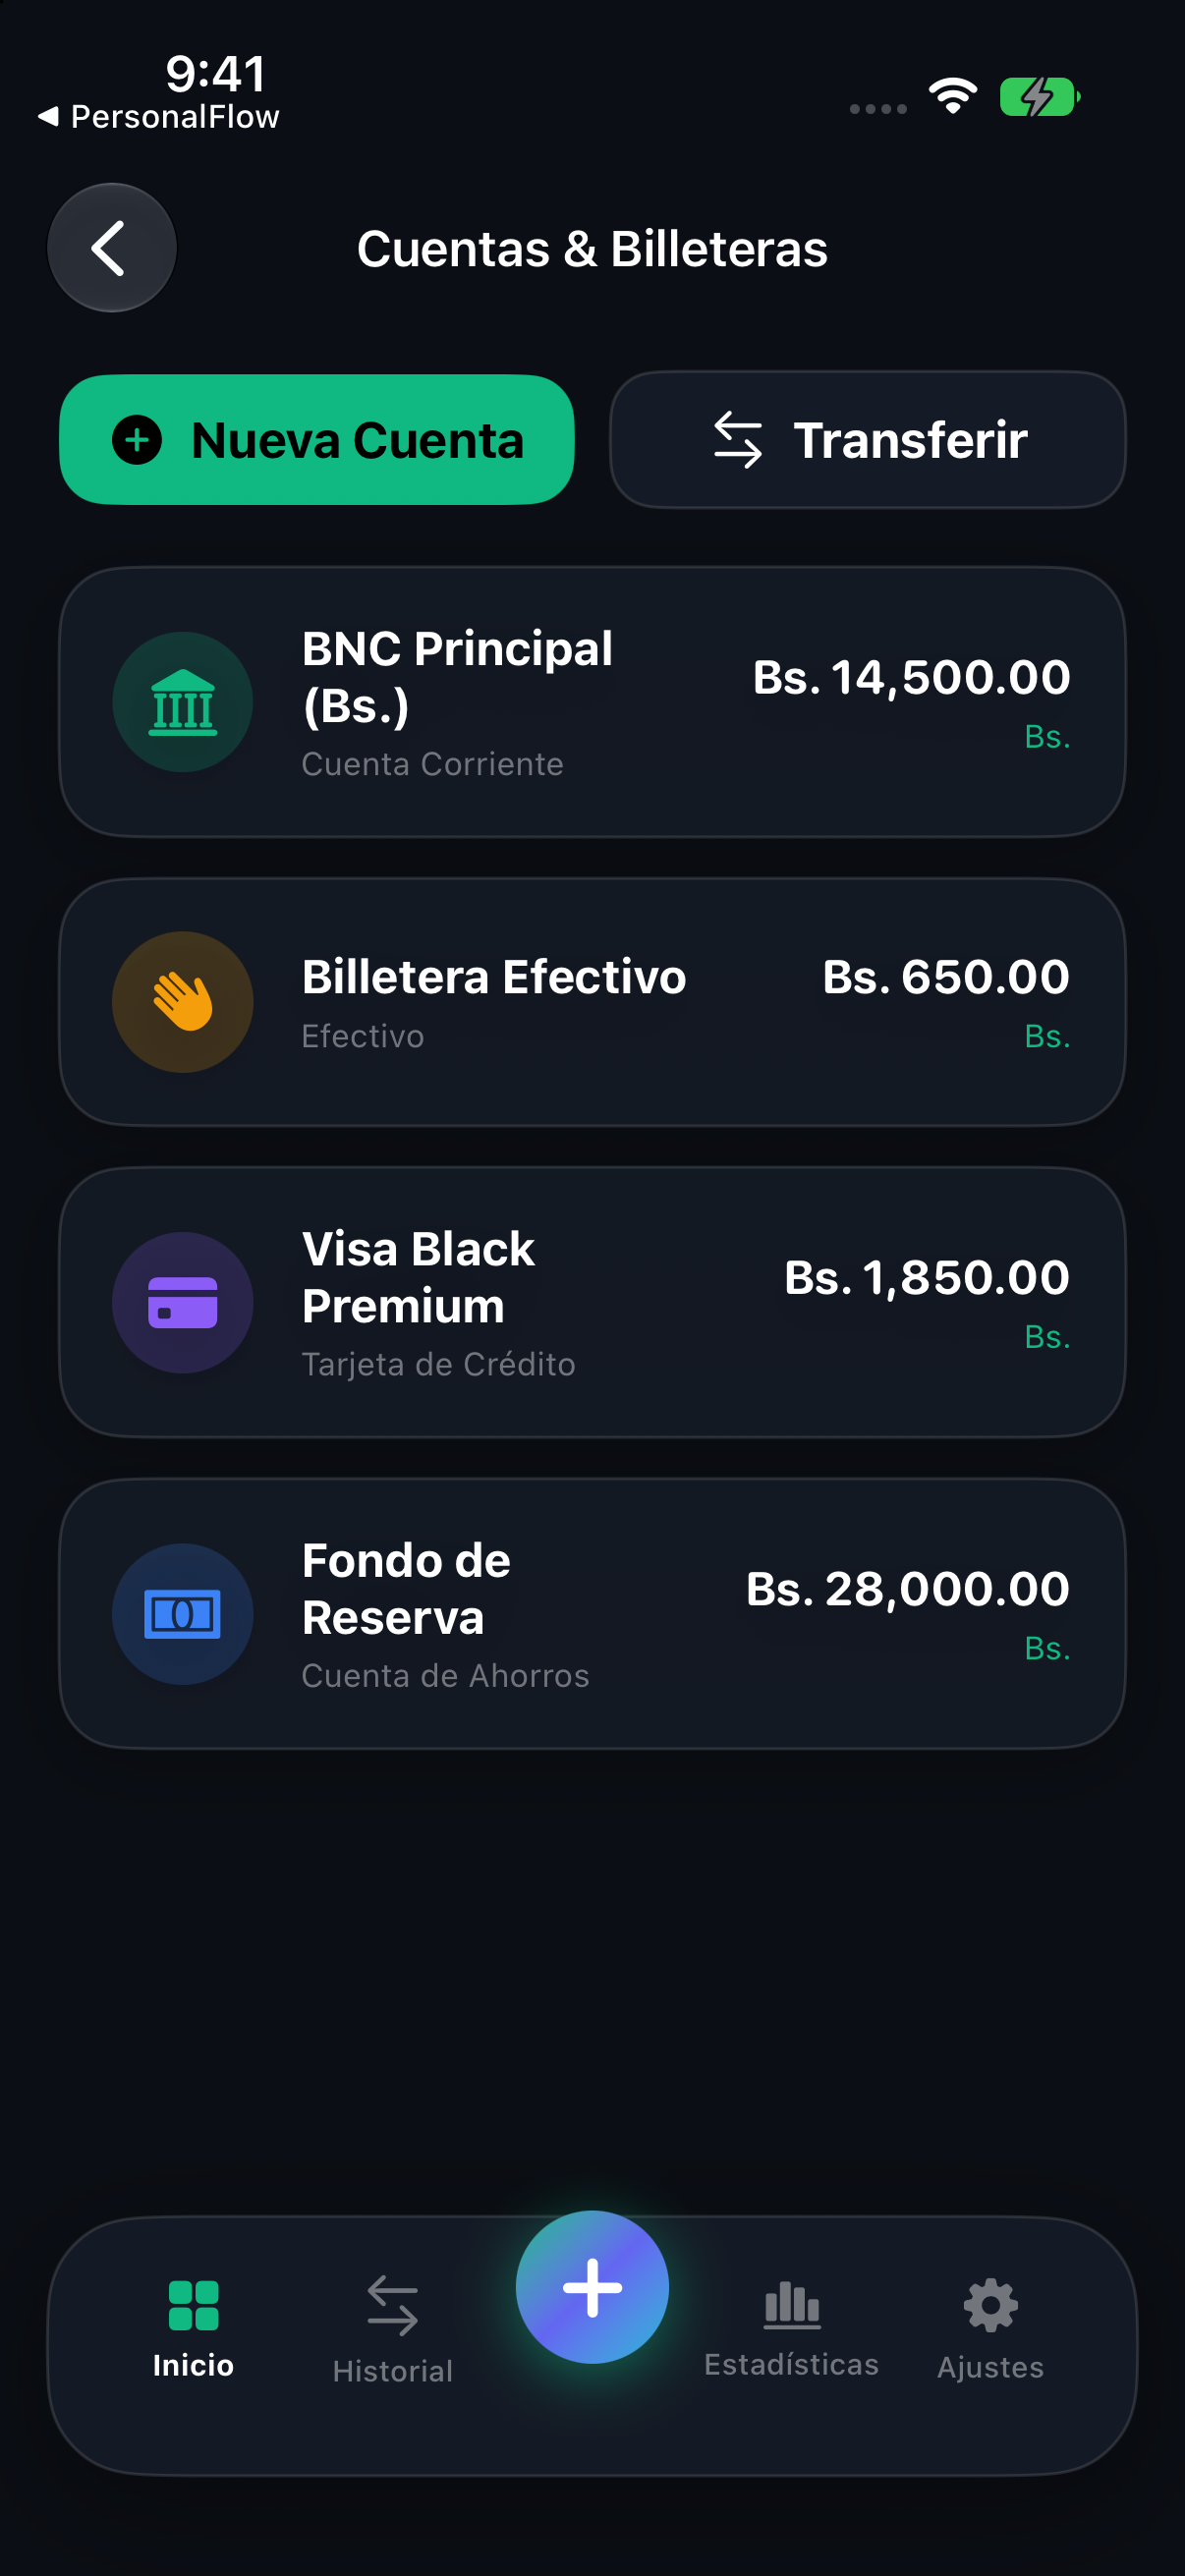 9:41
◀ PersonalFlow
Cuentas & Billeteras
Nueva Cuenta
Transferir
BNC Principal
(Bs.)
Cuenta Corriente
Bs. 14,500.00
Bs.
Billetera Efectivo
Efectivo
Bs. 650.00
Bs.
Visa Black
Premium
Tarjeta de Crédito
Bs. 1,850.00
Bs.
Fondo de
Reserva
Cuenta de Ahorros
Bs. 28,000.00
Bs.
Inicio
Historial
Estadísticas
Ajustes